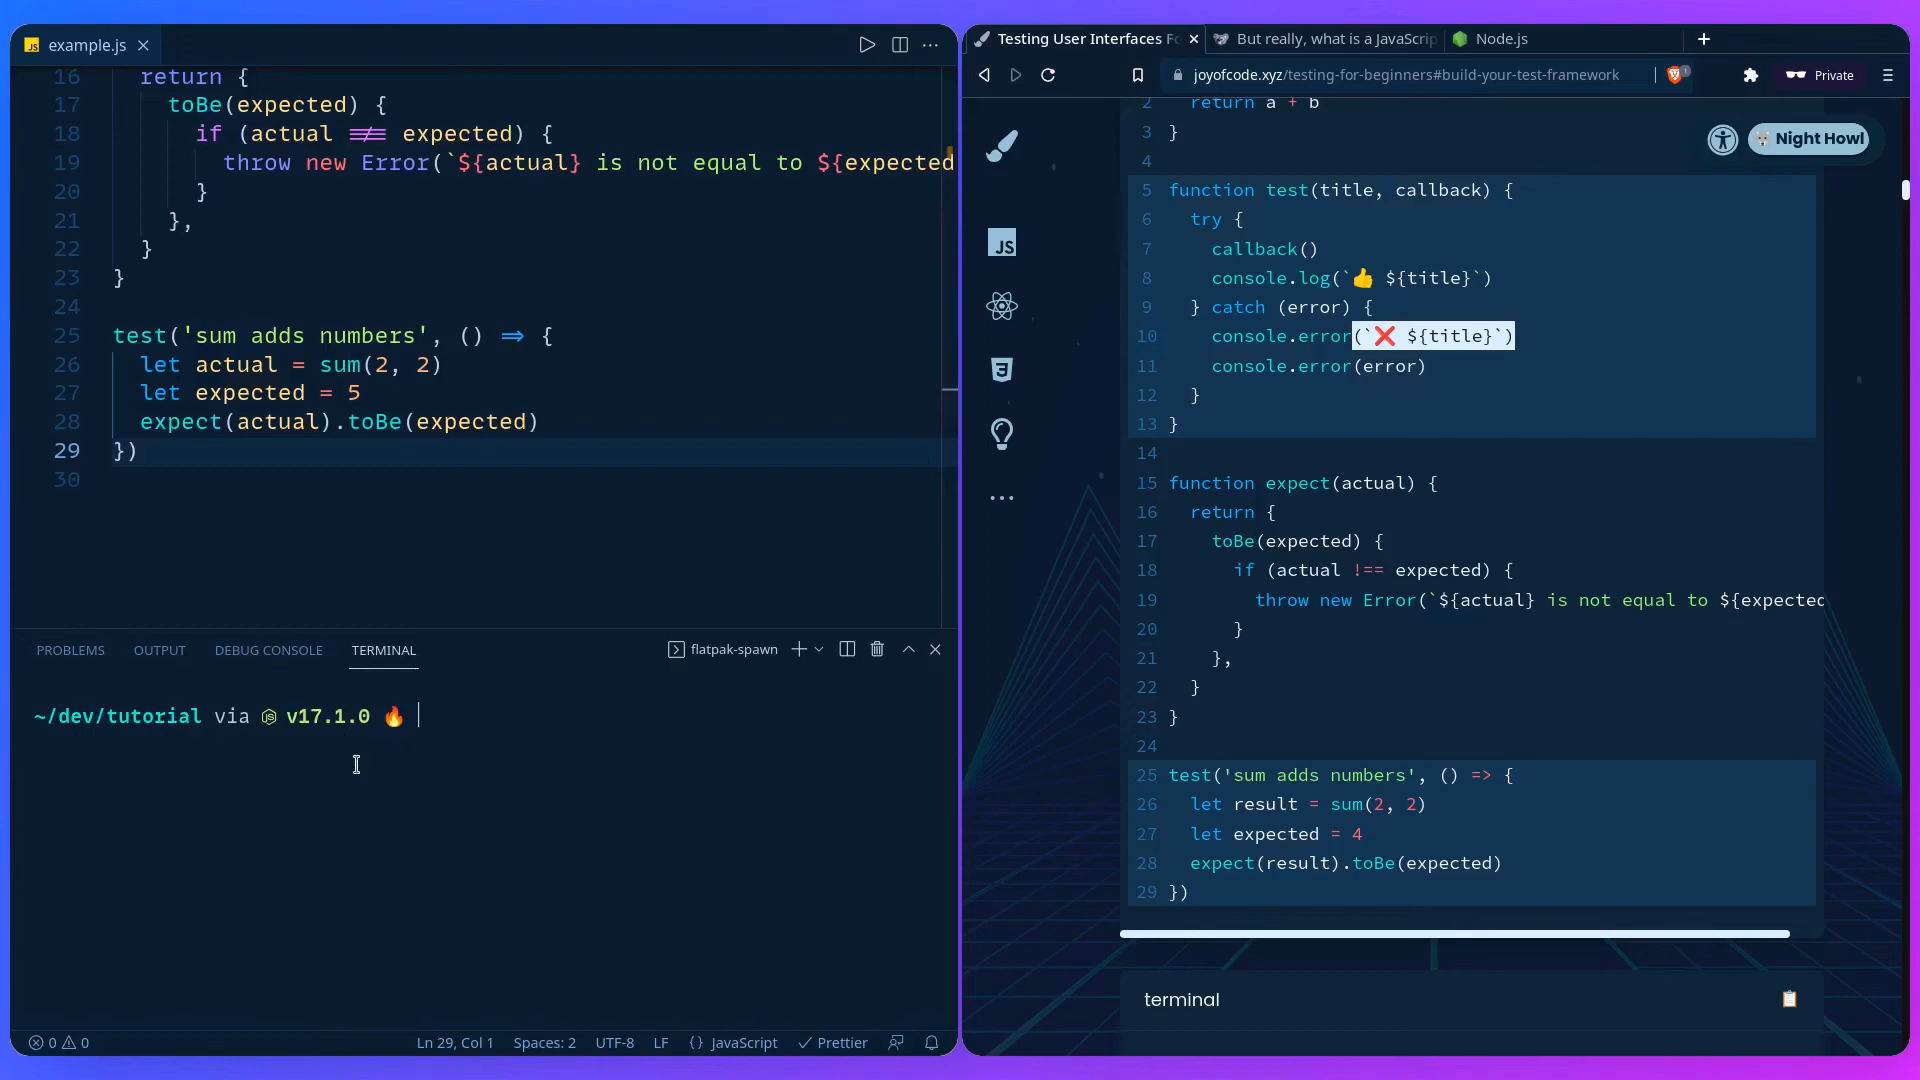 example.js
16 return {
17 toBe(expected) {
18 if (actual !== expected) {
19 throw new Error(`${actual} is not equal to ${expected
20 }
21 },
22 }
23 }
24
25 test('sum adds numbers', () => {
26 let actual = sum(2, 2)
27 let expected = 5
28 expect(actual).toBe(expected)
29 })
30
PROBLEMS OUTPUT DEBUG CONSOLE TERMINAL flatpak-spawn
~/dev/tutorial via v17.1.0 🔥
0 0 Ln 29, Col 1 Spaces: 2 UTF-8 LF {} JavaScript Prettier
Testing User Interfaces Fo But really, what is a JavaScrip Node.js
joyofcode.xyz/testing-for-beginners#build-your-test-framework 1 Private
Night Howl
JS
2 return a + b
3 }
4
5 function test(title, callback) {
6 try {
7 callback()
8 console.log(`👍 ${title}`)
9 } catch (error) {
10 console.error(`❌ ${title}`)
11 console.error(error)
12 }
13 }
14
15 function expect(actual) {
16 return {
17 toBe(expected) {
18 if (actual !== expected) {
19 throw new Error(`${actual} is not equal to ${expected
20 }
21 },
22 }
23 }
24
25 test('sum adds numbers', () => {
26 let result = sum(2, 2)
27 let expected = 4
28 expect(result).toBe(expected)
29 })
terminal